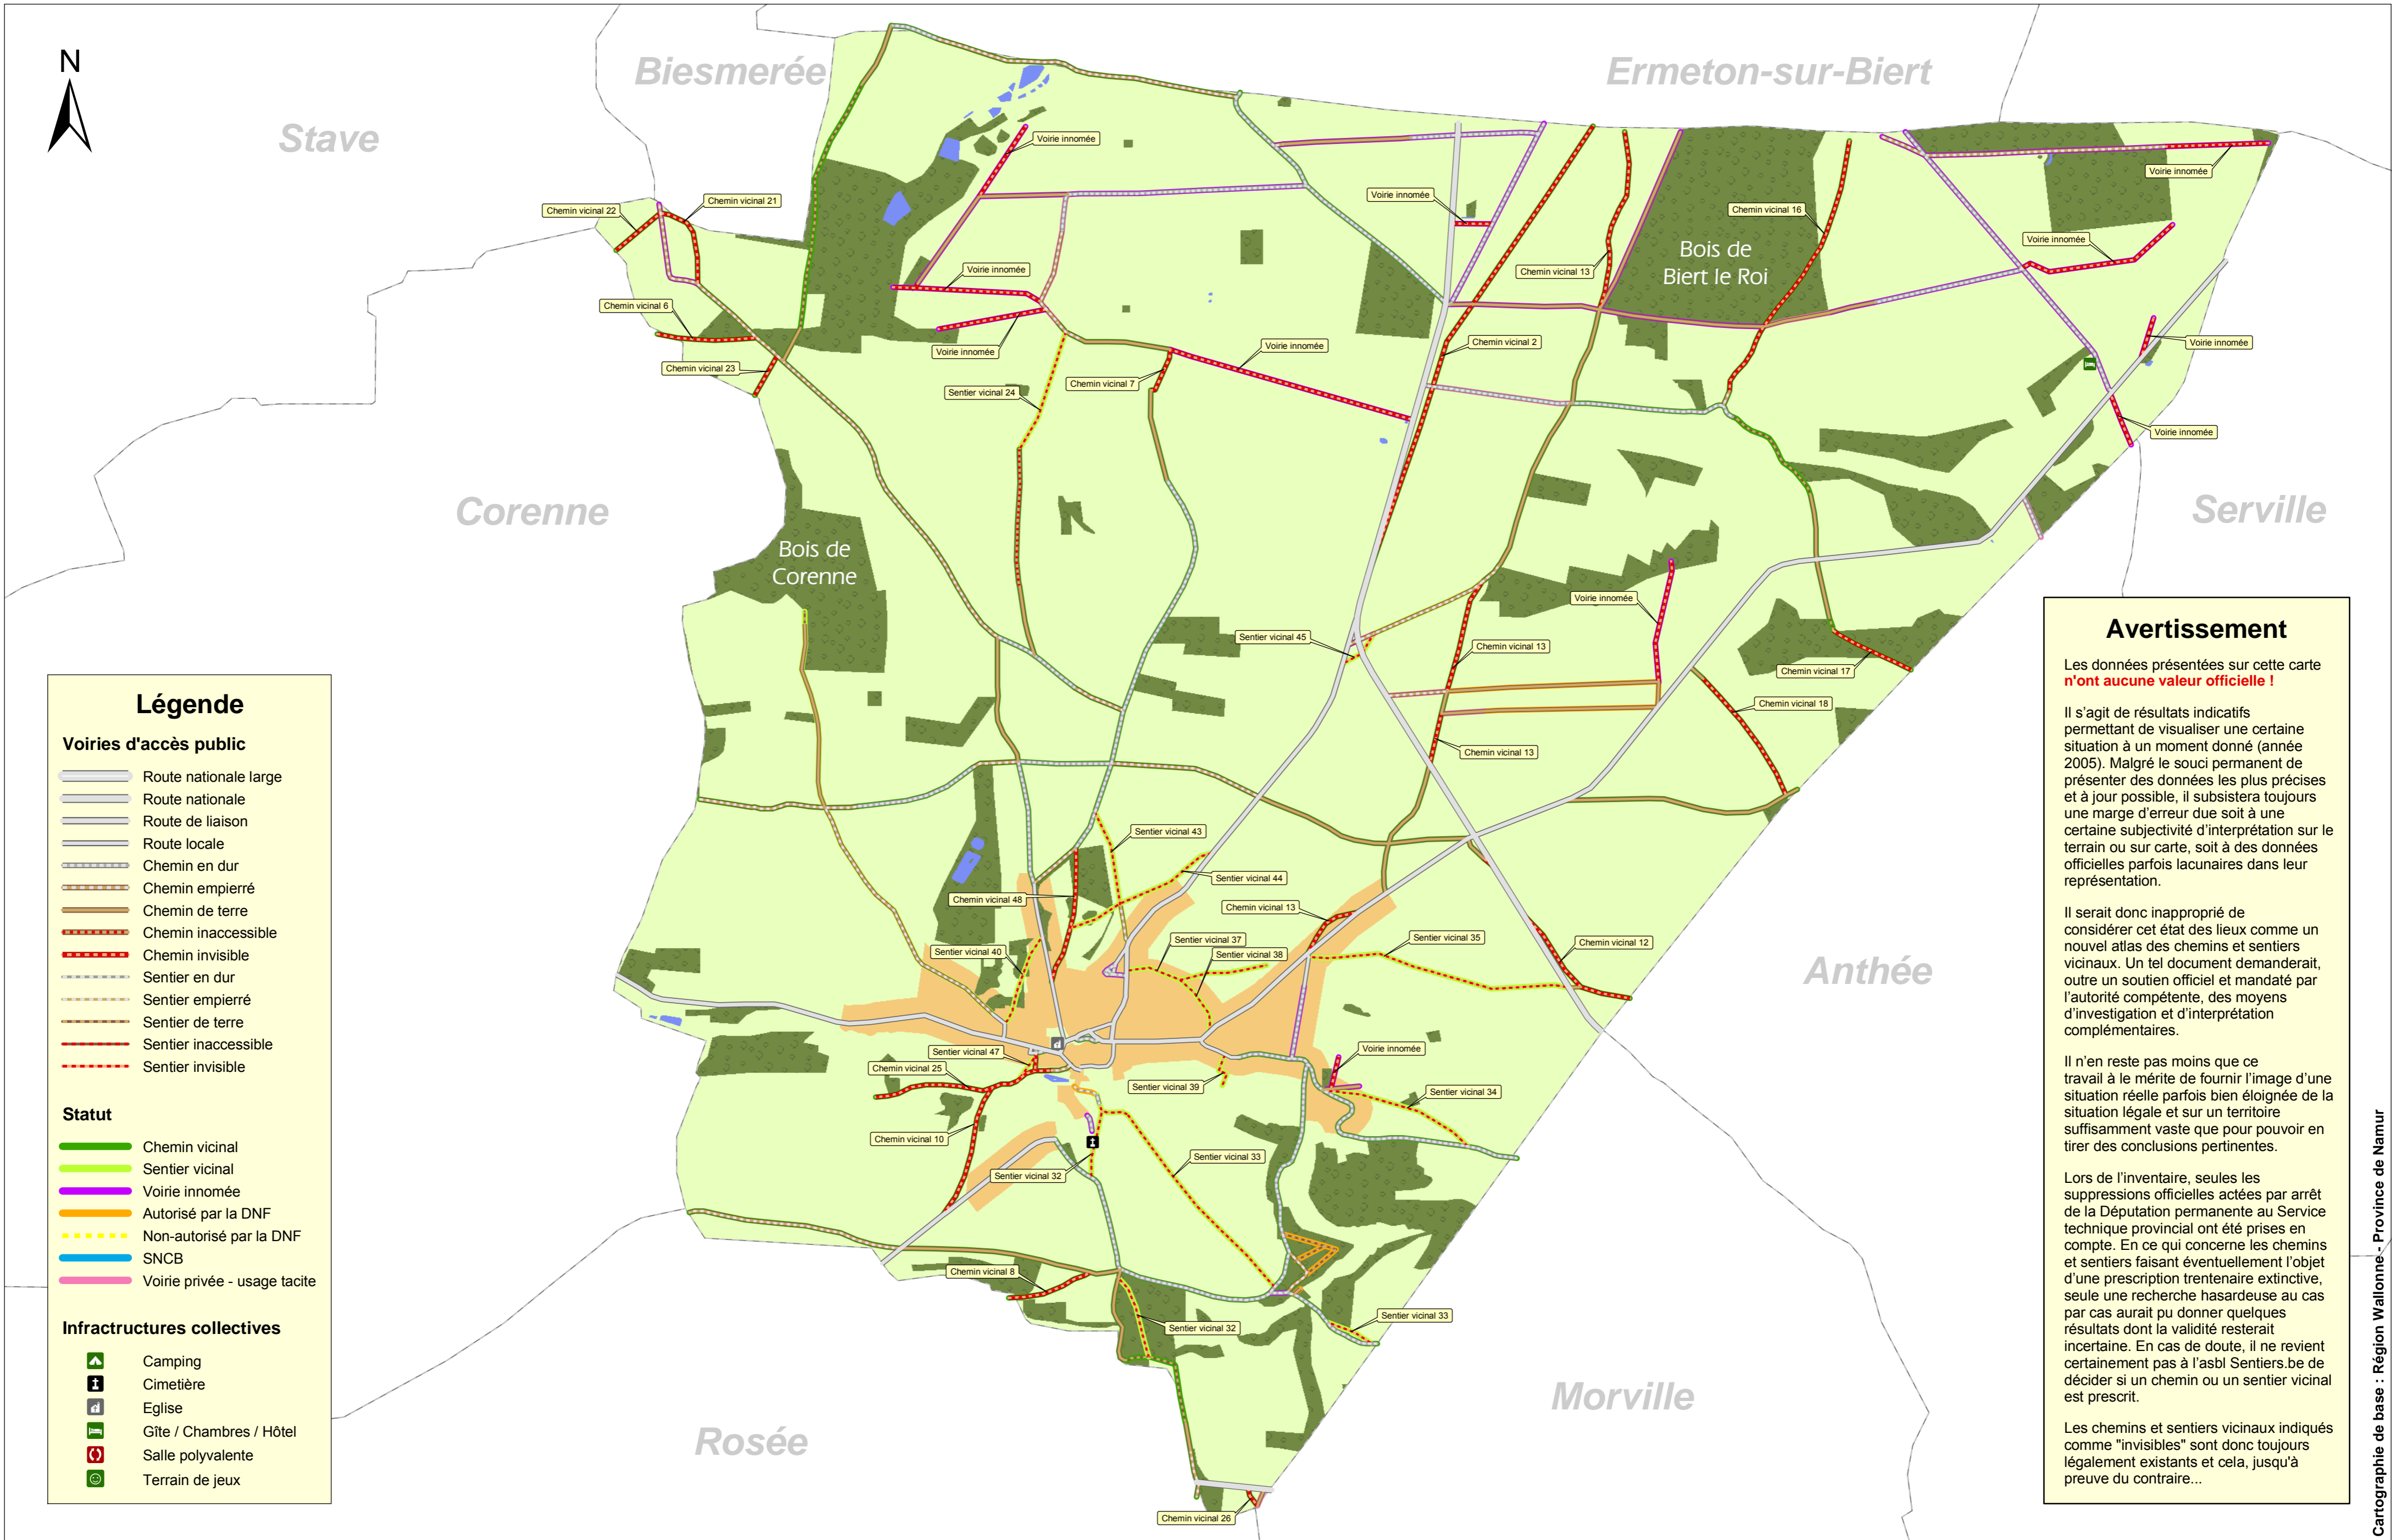 N
Biesmerée
Ermeton-sur-Biert
Stave
Voirie innomée
Voirie innomée
Chemin vicinal 21
Chemin vicinal 22
Voirie innomée
Chemin vicinal 16
Voirie innomée
Bois de
Biert le Roi
Voirie innomée
Chemin vicinal 13
Chemin vicinal 6
Voirie innomée
Voirie innomée
Chemin vicinal 2
Voirie innomée
Chemin vicinal 23
Chemin vicinal 7
Sentier vicinal 24
Voirie innomée
Corenne
Serville
Bois de
Corenne
Voirie innomée
Sentier vicinal 45
Chemin vicinal 13
Chemin vicinal 17
Chemin vicinal 18
Chemin vicinal 13
Sentier vicinal 43
Sentier vicinal 44
Chemin vicinal 48
Chemin vicinal 13
Sentier vicinal 37
Sentier vicinal 35
Sentier vicinal 40
Sentier vicinal 38
Chemin vicinal 12
Anthée
Sentier vicinal 47
Voirie innomée
Chemin vicinal 25
Sentier vicinal 39
Sentier vicinal 34
Chemin vicinal 10
Sentier vicinal 33
Sentier vicinal 32
Chemin vicinal 8
Sentier vicinal 33
Sentier vicinal 32
Morville
Rosée
Chemin vicinal 26
Légende
Voiries d'accès public
Route nationale large
Route nationale
Route de liaison
Route locale
Chemin en dur
Chemin empierré
Chemin de terre
Chemin inaccessible
Chemin invisible
Sentier en dur
Sentier empierré
Sentier de terre
Sentier inaccessible
Sentier invisible
Statut
Chemin vicinal
Sentier vicinal
Voirie innomée
Autorisé par la DNF
Non-autorisé par la DNF
SNCB
Voirie privée - usage tacite
Infractructures collectives
Camping
Cimetière
Eglise
Gîte / Chambres / Hôtel
Salle polyvalente
Terrain de jeux
Avertissement
Les données présentées sur cette carte
n'ont aucune valeur officielle !
Il s’agit de résultats indicatifs
permettant de visualiser une certaine
situation à un moment donné (année
2005). Malgré le souci permanent de
présenter des données les plus précises
et à jour possible, il subsistera toujours
une marge d’erreur due soit à une
certaine subjectivité d’interprétation sur le
terrain ou sur carte, soit à des données
officielles parfois lacunaires dans leur
représentation.
Il serait donc inapproprié de
considérer cet état des lieux comme un
nouvel atlas des chemins et sentiers
vicinaux. Un tel document demanderait,
outre un soutien officiel et mandaté par
l’autorité compétente, des moyens
d’investigation et d’interprétation
complémentaires.
Il n’en reste pas moins que ce
travail à le mérite de fournir l’image d’une
situation réelle parfois bien éloignée de la
situation légale et sur un territoire
suffisamment vaste que pour pouvoir en
tirer des conclusions pertinentes.
Lors de l’inventaire, seules les
suppressions officielles actées par arrêt
de la Députation permanente au Service
technique provincial ont été prises en
compte. En ce qui concerne les chemins
et sentiers faisant éventuellement l’objet
d’une prescription trentenaire extinctive,
seule une recherche hasardeuse au cas
par cas aurait pu donner quelques
résultats dont la validité resterait
incertaine. En cas de doute, il ne revient
certainement pas à l’asbl Sentiers.be de
décider si un chemin ou un sentier vicinal
est prescrit.
Les chemins et sentiers vicinaux indiqués
comme "invisibles" sont donc toujours
légalement existants et cela, jusqu'à
preuve du contraire...
Cartographie de base : Région Wallonne - Province de Namur